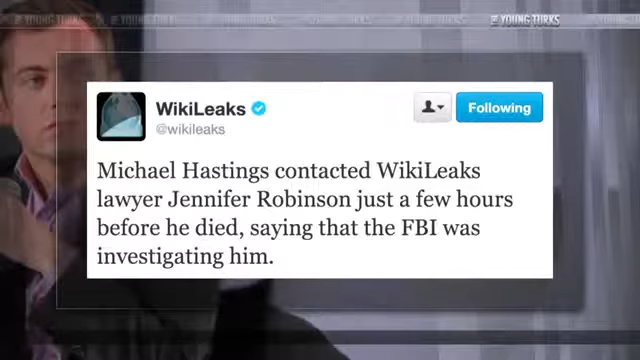 THE YOUNG TURKS
WikiLeaks
@wikileaks
Following
Michael Hastings contacted WikiLeaks
lawyer Jennifer Robinson just a few hours
before he died, saying that the FBI was
investigating him.